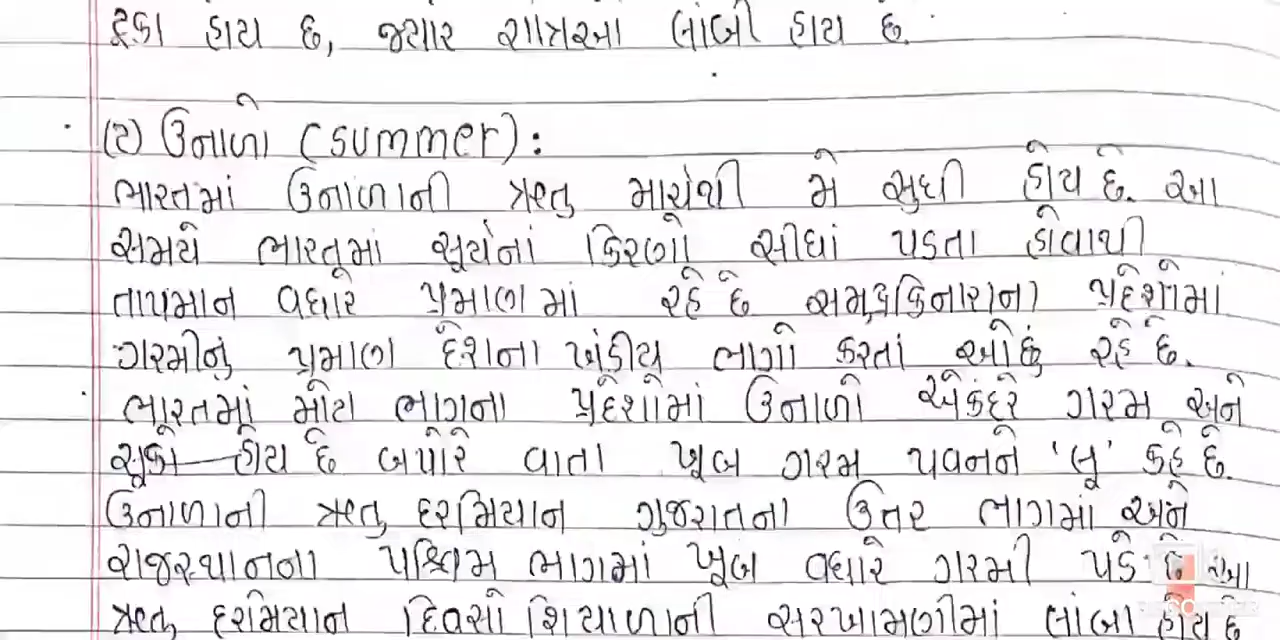 ટૂંકા હોય છે, જ્યારે રાત્રિઓ લાંબી હોય છે.
(૨) ઉનાળો (summer) :
ભારતમાં ઉનાળાની ઋતુ માર્ચથી મે સુધી હોય છે. આ
સમયે ભારતમાં સૂર્યનાં કિરણો સીધાં પડતા હોવાથી
તાપમાન વધારે પ્રમાણમાં રહે છે સમુદ્રકિનારાના પ્રદેશોમાં
ગરમીનું પ્રમાણ દેશના ખંડીય ભાગો કરતાં ઓછું રહે છે.
ભારતમાં મોટા ભાગના પ્રદેશોમાં ઉનાળો એકંદરે ગરમ અને
સૂકો હોય છે બપોરે વાતા ખૂબ ગરમ પવનને 'લૂ' કહે છે.
ઉનાળાની ઋતુ દરમિયાન ગુજરાતના ઉત્તર ભાગમાં અને
રાજસ્થાનના પશ્ચિમ ભાગમાં ખૂબ વધારે ગરમી પડે છે આ
ઋતુ દરમિયાન દિવસો શિયાળાની સરખામણીમાં લાંબા હોય છે